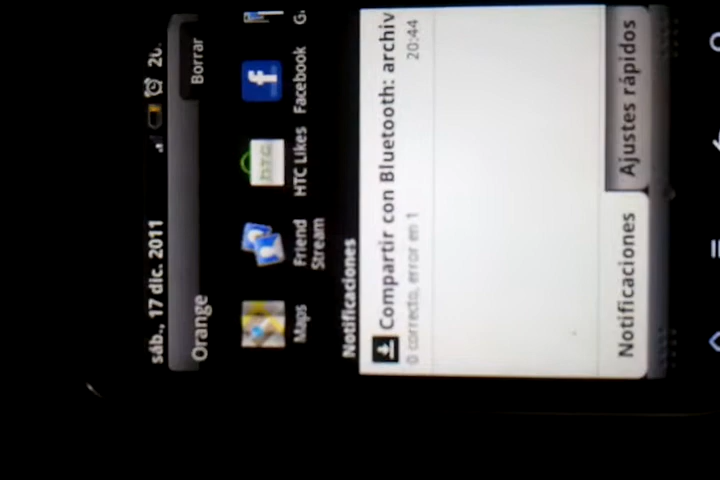 sáb., 17 dic. 2011
Orange
Borrar
Maps
Friend Stream
HTC Likes
Facebook
Notificaciones
Compartir con Bluetooth: archiv
0 correcto, error en 1
20:44
Notificaciones
Ajustes rápidos